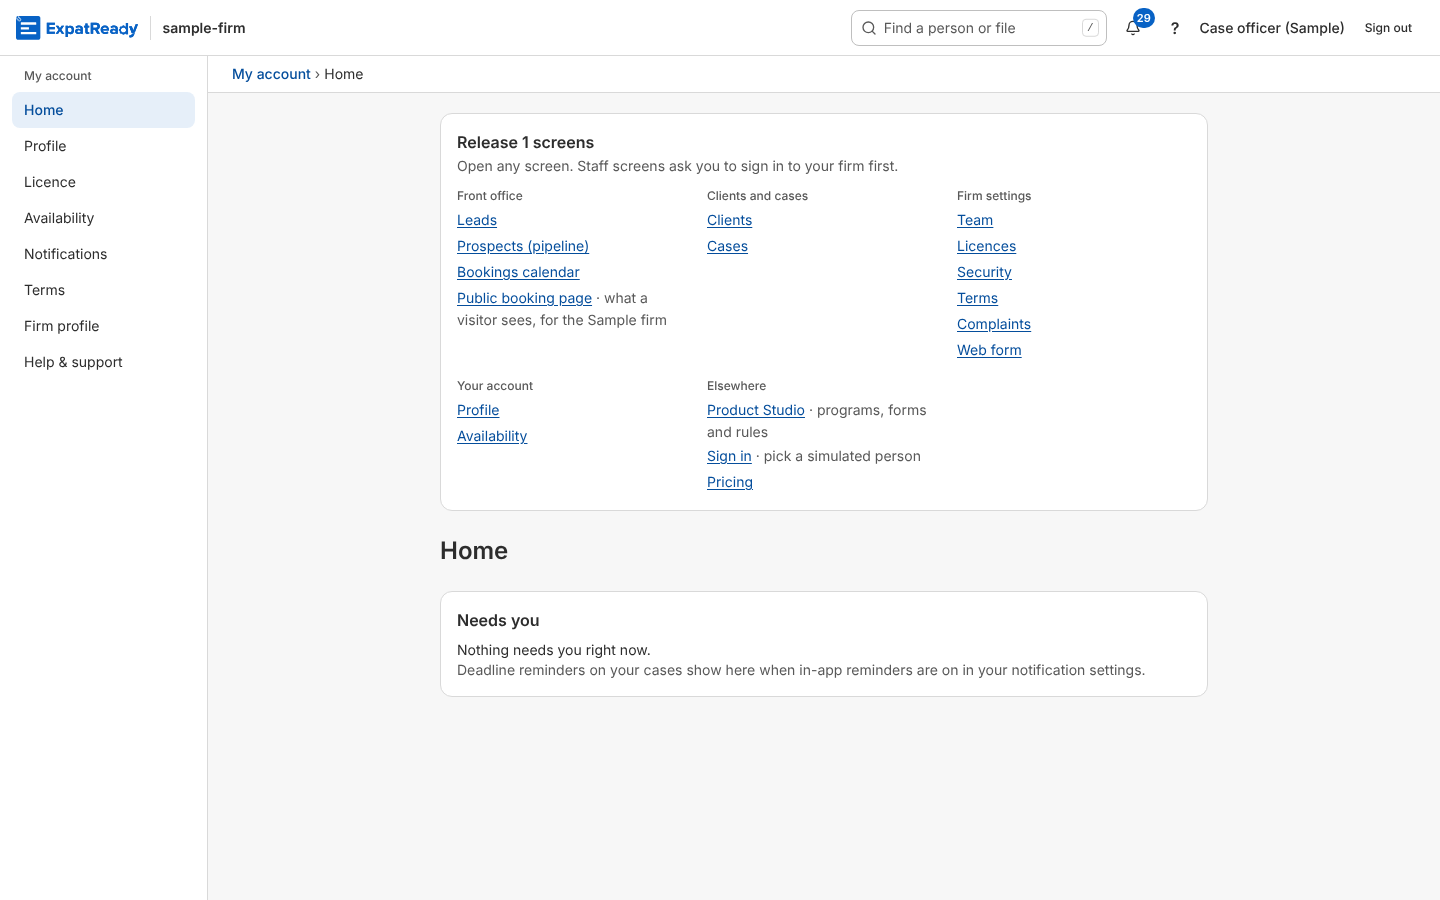 ExpatReady
sample-firm
Find a person or file
/
29
?
Case officer (Sample)
Sign out
My account
Home
Profile
Licence
Availability
Notifications
Terms
Firm profile
Help & support
My account › Home
Release 1 screens
Open any screen. Staff screens ask you to sign in to your firm first.
Front office
Leads
Prospects (pipeline)
Bookings calendar
Public booking page · what a
visitor sees, for the Sample firm
Clients and cases
Clients
Cases
Firm settings
Team
Licences
Security
Terms
Complaints
Web form
Your account
Profile
Availability
Elsewhere
Product Studio · programs, forms
and rules
Sign in · pick a simulated person
Pricing
Home
Needs you
Nothing needs you right now.
Deadline reminders on your cases show here when in-app reminders are on in your notification settings.